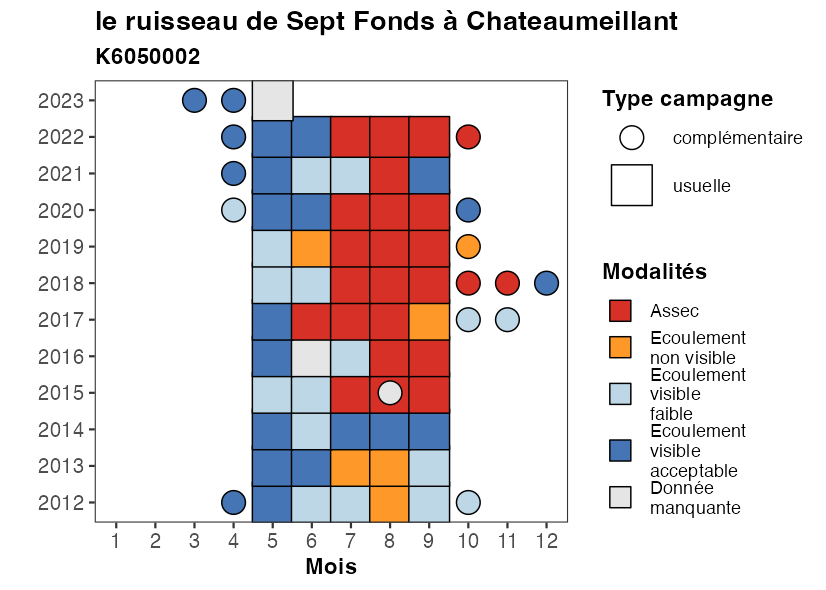 le ruisseau de Sept Fonds à Chateaumeillant
K6050002
2023
2022
2021
2020
2019
2018
2017
2016
2015
2014
2013
2012
1 2 3 4 5 6 7 8 9 10 11 12
Mois
Type campagne
complémentaire
usuelle
Modalités
Assec
Ecoulement
non visible
Ecoulement
visible
faible
Ecoulement
visible
acceptable
Donnée
manquante